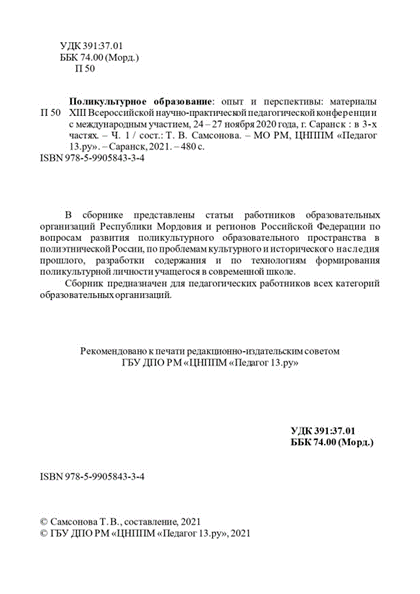 УДК 391:37.01
ББК 74.00 (Морд.)
П 50
Поликультурное образование: опыт и перспективы: материалы
П 50 XIII Всероссийской научно-практической педагогической конференции
с международным участием, 24 – 27 ноября 2020 года, г. Саранск : в 3-х
частях. – Ч. 1 / сост.: Т. В. Самсонова. – МО РМ, ЦНППМ «Педагог
13.ру». – Саранск, 2021. – 480 с.
ISBN 978-5-9905843-3-4
В сборнике представлены статьи работников образовательных
организаций Республики Мордовия и регионов Российской Федерации по
вопросам развития поликультурного образовательного пространства в
полиэтнической России, по проблемам культурного и исторического наследия
прошлого, разработки содержания и по технологиям формирования
поликультурной личности учащегося в современной школе.
Сборник предназначен для педагогических работников всех категорий
образовательных организаций.
Рекомендовано к печати редакционно-издательским советом
ГБУ ДПО РМ «ЦНППМ «Педагог 13.ру»
УДК 391:37.01
ББК 74.00 (Морд.)
ISBN 978-5-9905843-3-4
© Самсонова Т. В., составление, 2021
© ГБУ ДПО РМ «ЦНППМ «Педагог 13.ру», 2021